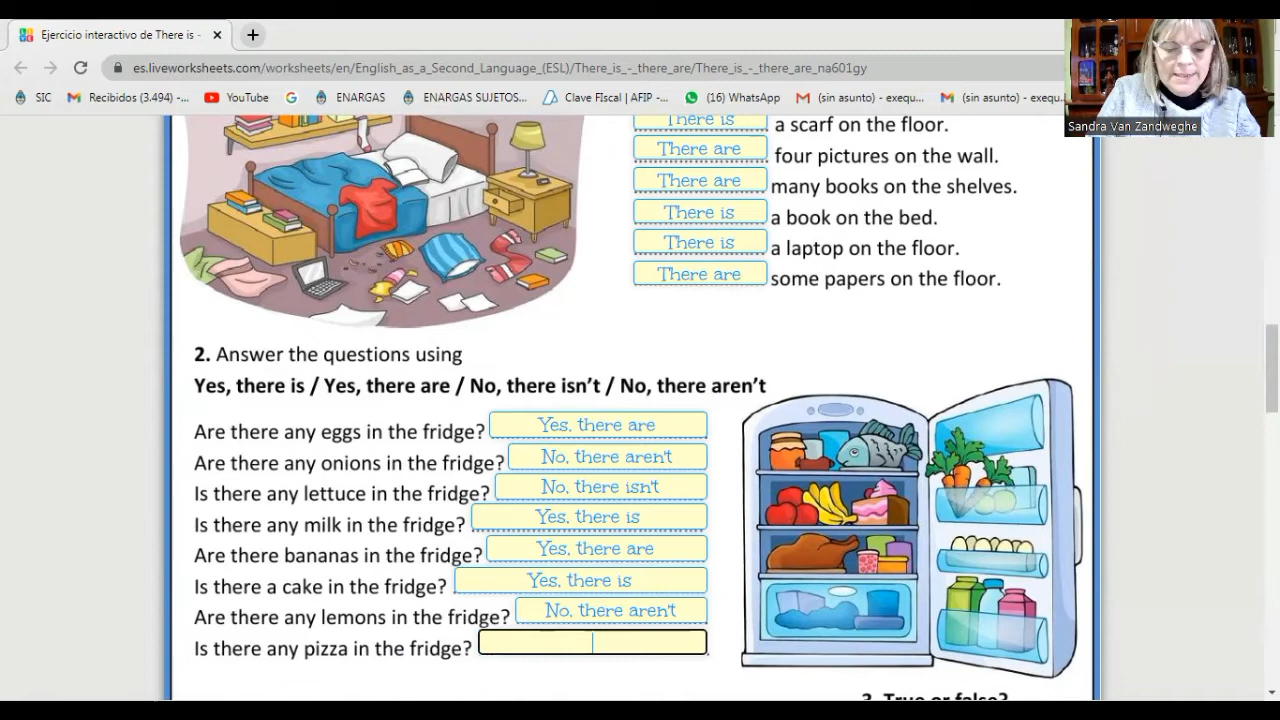 Ejercicio interactivo de There is -
es.liveworksheets.com/worksheets/en/English_as_a_Second_Language_(ESL)/There_is_-_there_are/There_is_-_there_are_na601gy
SIC Recibidos (3.494) -... YouTube ENARGAS ENARGAS SUJETOS... Clave FIscal | AFIP -... (16) WhatsApp (sin asunto) – exequ... (sin asunto) – exequ...
Sandra Van Zandweghe
There is a scarf on the floor.
There are four pictures on the wall.
There are many books on the shelves.
There is a book on the bed.
There is a laptop on the floor.
There are some papers on the floor.
2. Answer the questions using
Yes, there is / Yes, there are / No, there isn't / No, there aren't
Are there any eggs in the fridge? Yes, there are
Are there any onions in the fridge? No, there aren't
Is there any lettuce in the fridge? No, there isn't
Is there any milk in the fridge? Yes, there is
Are there bananas in the fridge? Yes, there are
Is there a cake in the fridge? Yes, there is
Are there any lemons in the fridge? No, there aren't
Is there any pizza in the fridge?
3. True or false?